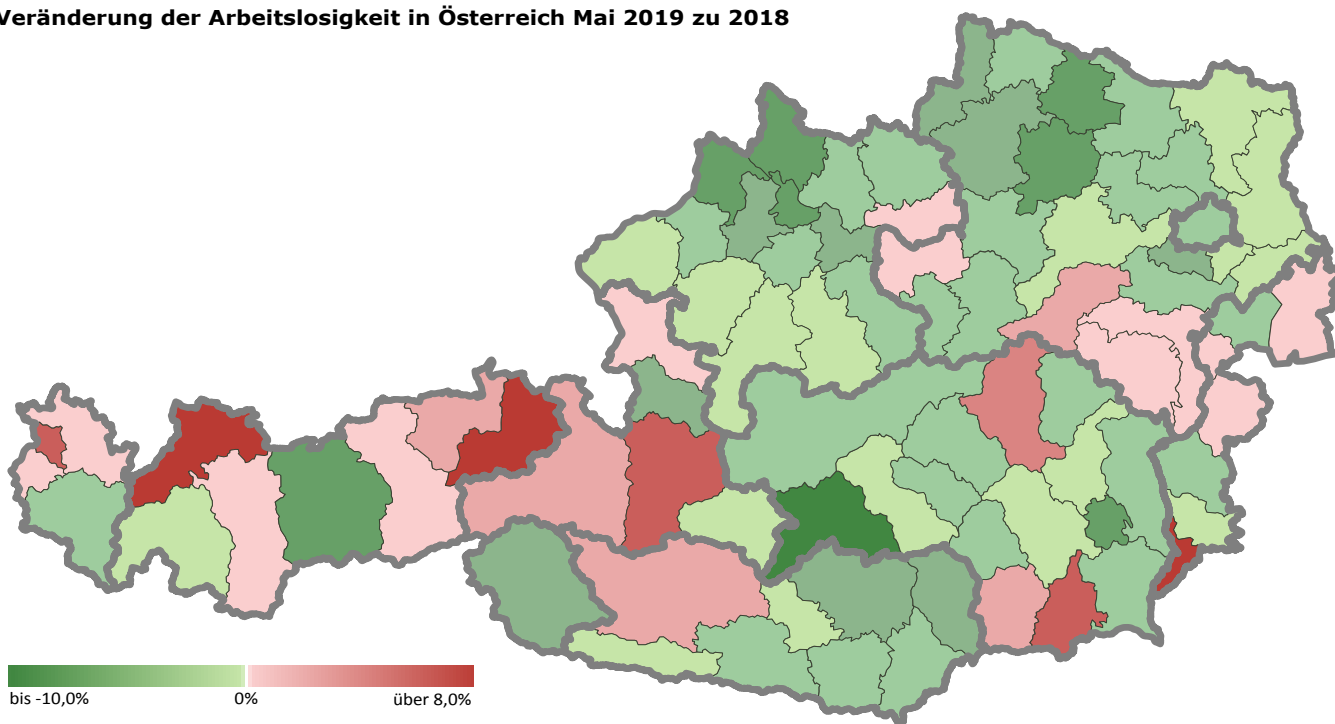 Veränderung der Arbeitslosigkeit in Österreich Mai 2019 zu 2018
bis -10,0% 0% über 8,0%